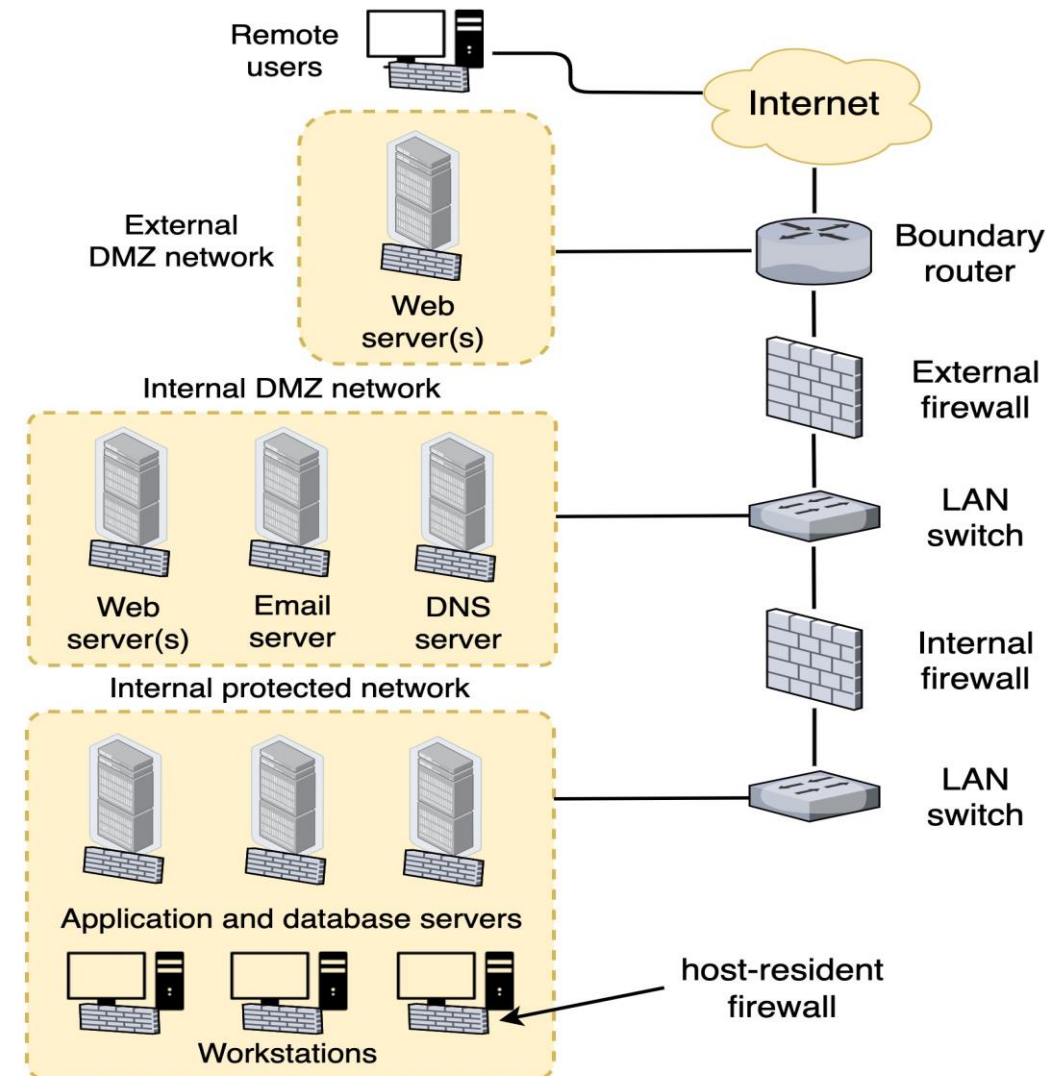 Remote
users
Internet
External
DMZ network
Web
server(s)
Boundary
router
External
firewall
Internal DMZ network
Web
server(s)
Email
server
DNS
server
LAN
switch
Internal
firewall
Internal protected network
LAN
switch
Application and database servers
Workstations
host-resident
firewall